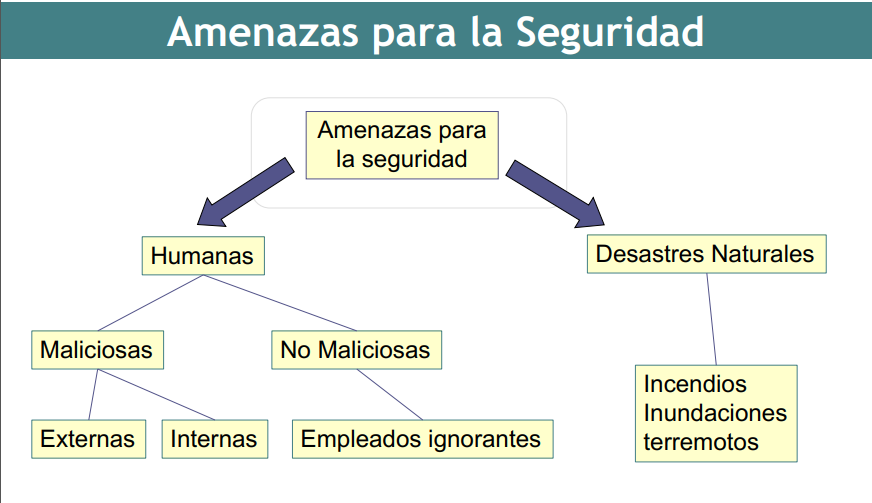 Amenazas para la Seguridad
Amenazas para
la seguridad
Humanas
Desastres Naturales
Maliciosas
No Maliciosas
Externas
Internas
Empleados ignorantes
Incendios
Inundaciones
terremotos